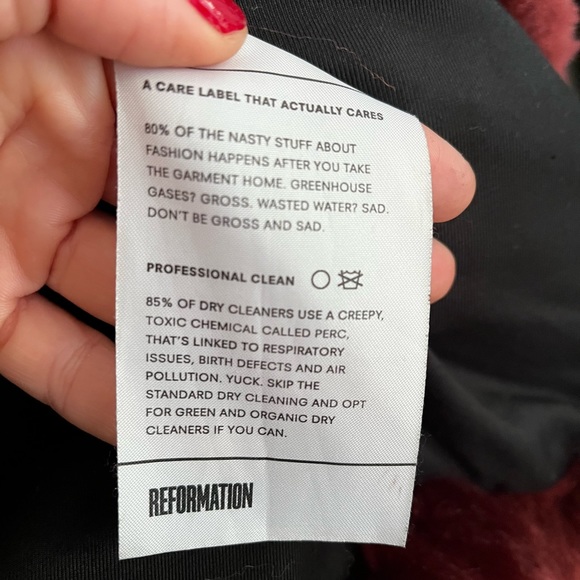 A CARE LABEL THAT ACTUALLY CARES
80% OF THE NASTY STUFF ABOUT
FASHION HAPPENS AFTER YOU TAKE
THE GARMENT HOME. GREENHOUSE
GASES? GROSS. WASTED WATER? SAD.
DON'T BE GROSS AND SAD.
PROFESSIONAL CLEAN
85% OF DRY CLEANERS USE A CREEPY,
TOXIC CHEMICAL CALLED PERC,
THAT'S LINKED TO RESPIRATORY
ISSUES, BIRTH DEFECTS AND AIR
POLLUTION. YUCK. SKIP THE
STANDARD DRY CLEANING AND OPT
FOR GREEN AND ORGANIC DRY
CLEANERS IF YOU CAN.
REFORMATION